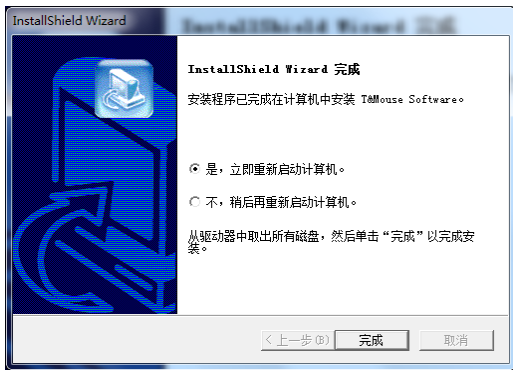 InstallShield Wizard
InstallShield Wizard 完成
安装程序已完成在计算机中安装 T&Mouse Software。
是，立即重新启动计算机。
不，稍后再重新启动计算机。
从驱动器中取出所有磁盘，然后单击“完成”以完成安
装。
< 上一步(B)
完成
取消